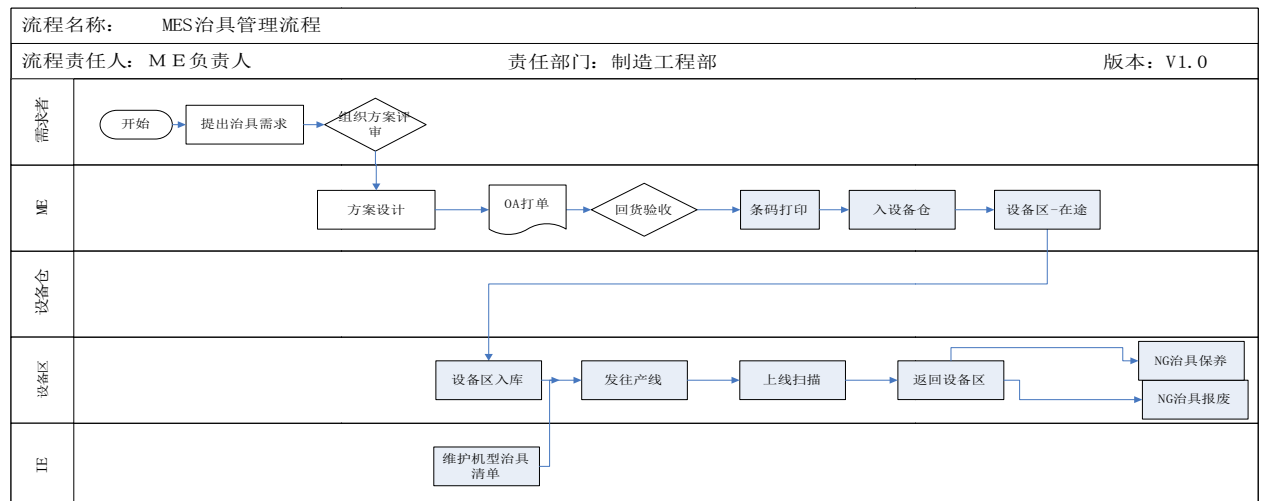 流程名称： MES治具管理流程
流程责任人：ＭＥ负责人 责任部门：制造工程部 版本：V1.0
需求者
开始
提出治具需求
组织方案评
审
ME
方案设计
OA打单
回货验收
条码打印
入设备仓
设备区-在途
设备仓
设备区
设备区入库
发往产线
上线扫描
返回设备区
NG治具保养
NG治具报废
IE
维护机型治具
清单